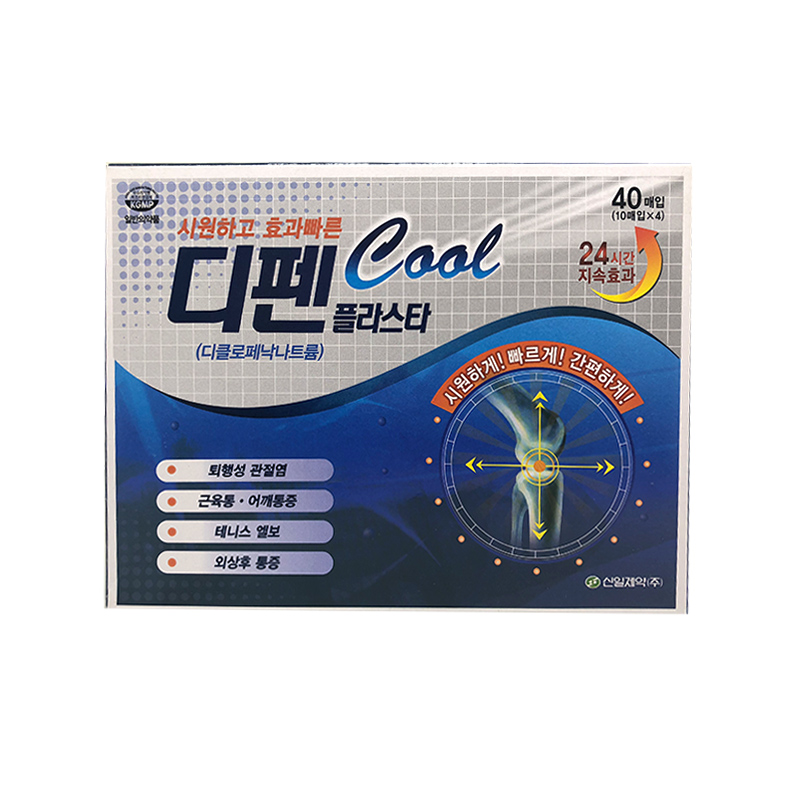 KGMP
일반의약품
40매입
(10매입×4)
시원하고 효과빠른
디펜 Cool
플라스타
(디클로페낙나트륨)
24시간
지속효과
시원하게! 빠르게! 간편하게!
퇴행성 관절염
근육통 · 어깨통증
테니스 엘보
외상후 통증
신일제약(주)